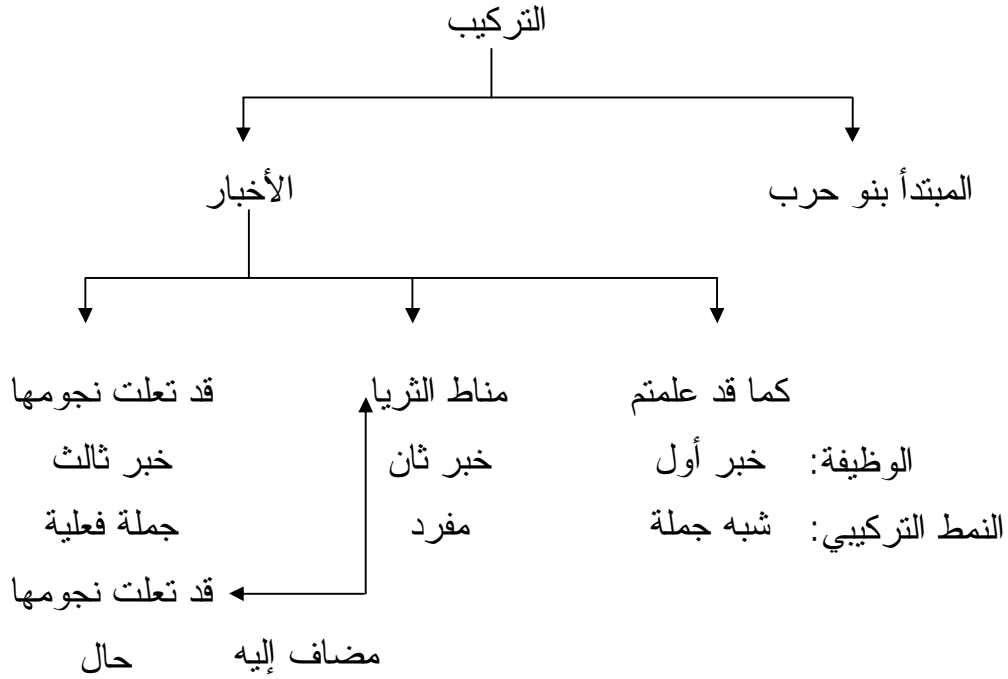 التركيب
المبتدأ بنو حرب الأخبار
كما قد علمتم مناط الثريا قد تعلت نجومها
الوظيفة: خبر أول خبر ثان خبر ثالث
النمط التركيبي: شبه جملة مفرد جملة فعلية
قد تعلت نجومها
مضاف إليه حال